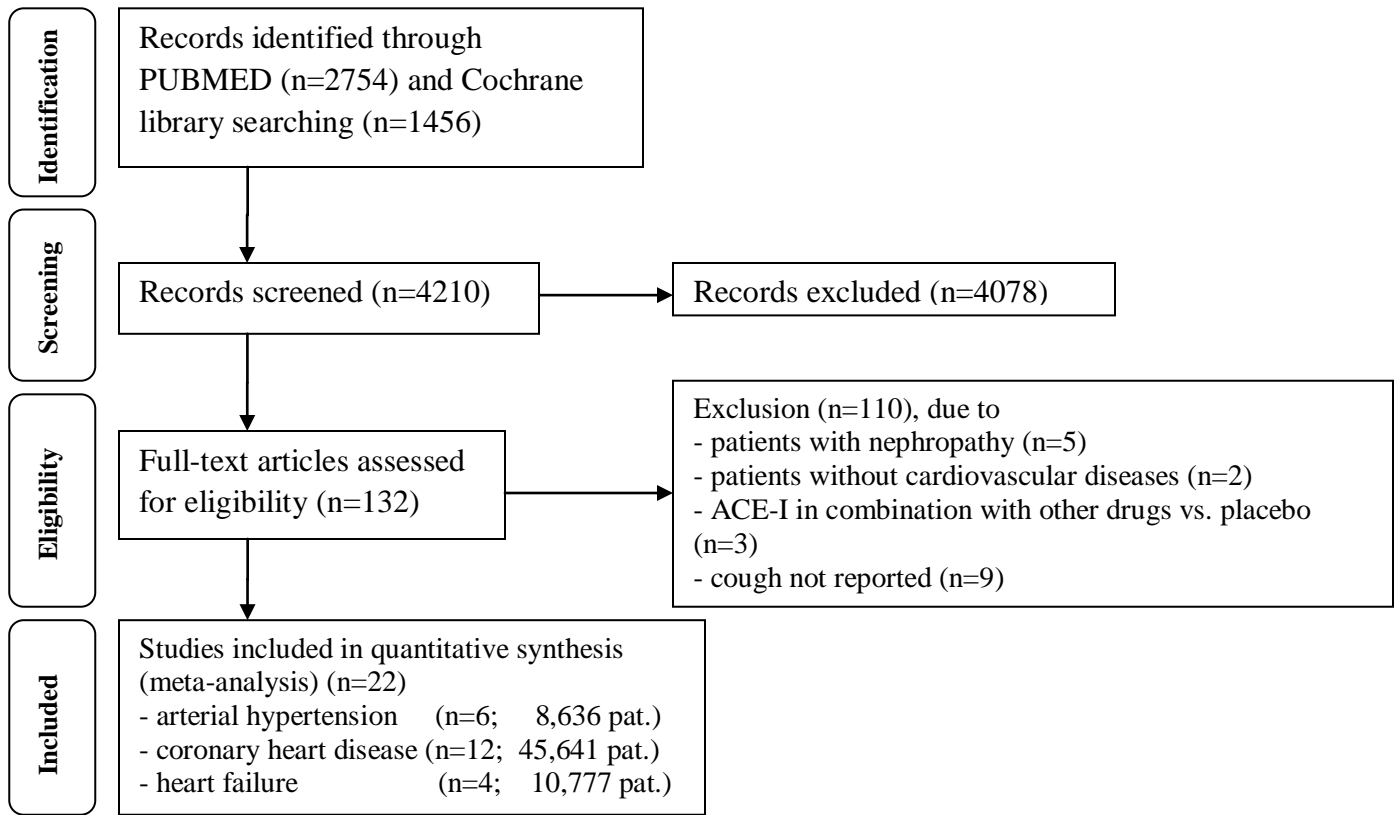 Identification
Records identified through
PUBMED (n=2754) and Cochrane
library searching (n=1456)
Screening
Records screened (n=4210)
Records excluded (n=4078)
Eligibility
Full-text articles assessed
for eligibility (n=132)
Exclusion (n=110), due to
- patients with nephropathy (n=5)
- patients without cardiovascular diseases (n=2)
- ACE-I in combination with other drugs vs. placebo
(n=3)
- cough not reported (n=9)
Included
Studies included in quantitative synthesis
(meta-analysis) (n=22)
- arterial hypertension (n=6; 8,636 pat.)
- coronary heart disease (n=12; 45,641 pat.)
- heart failure (n=4; 10,777 pat.)